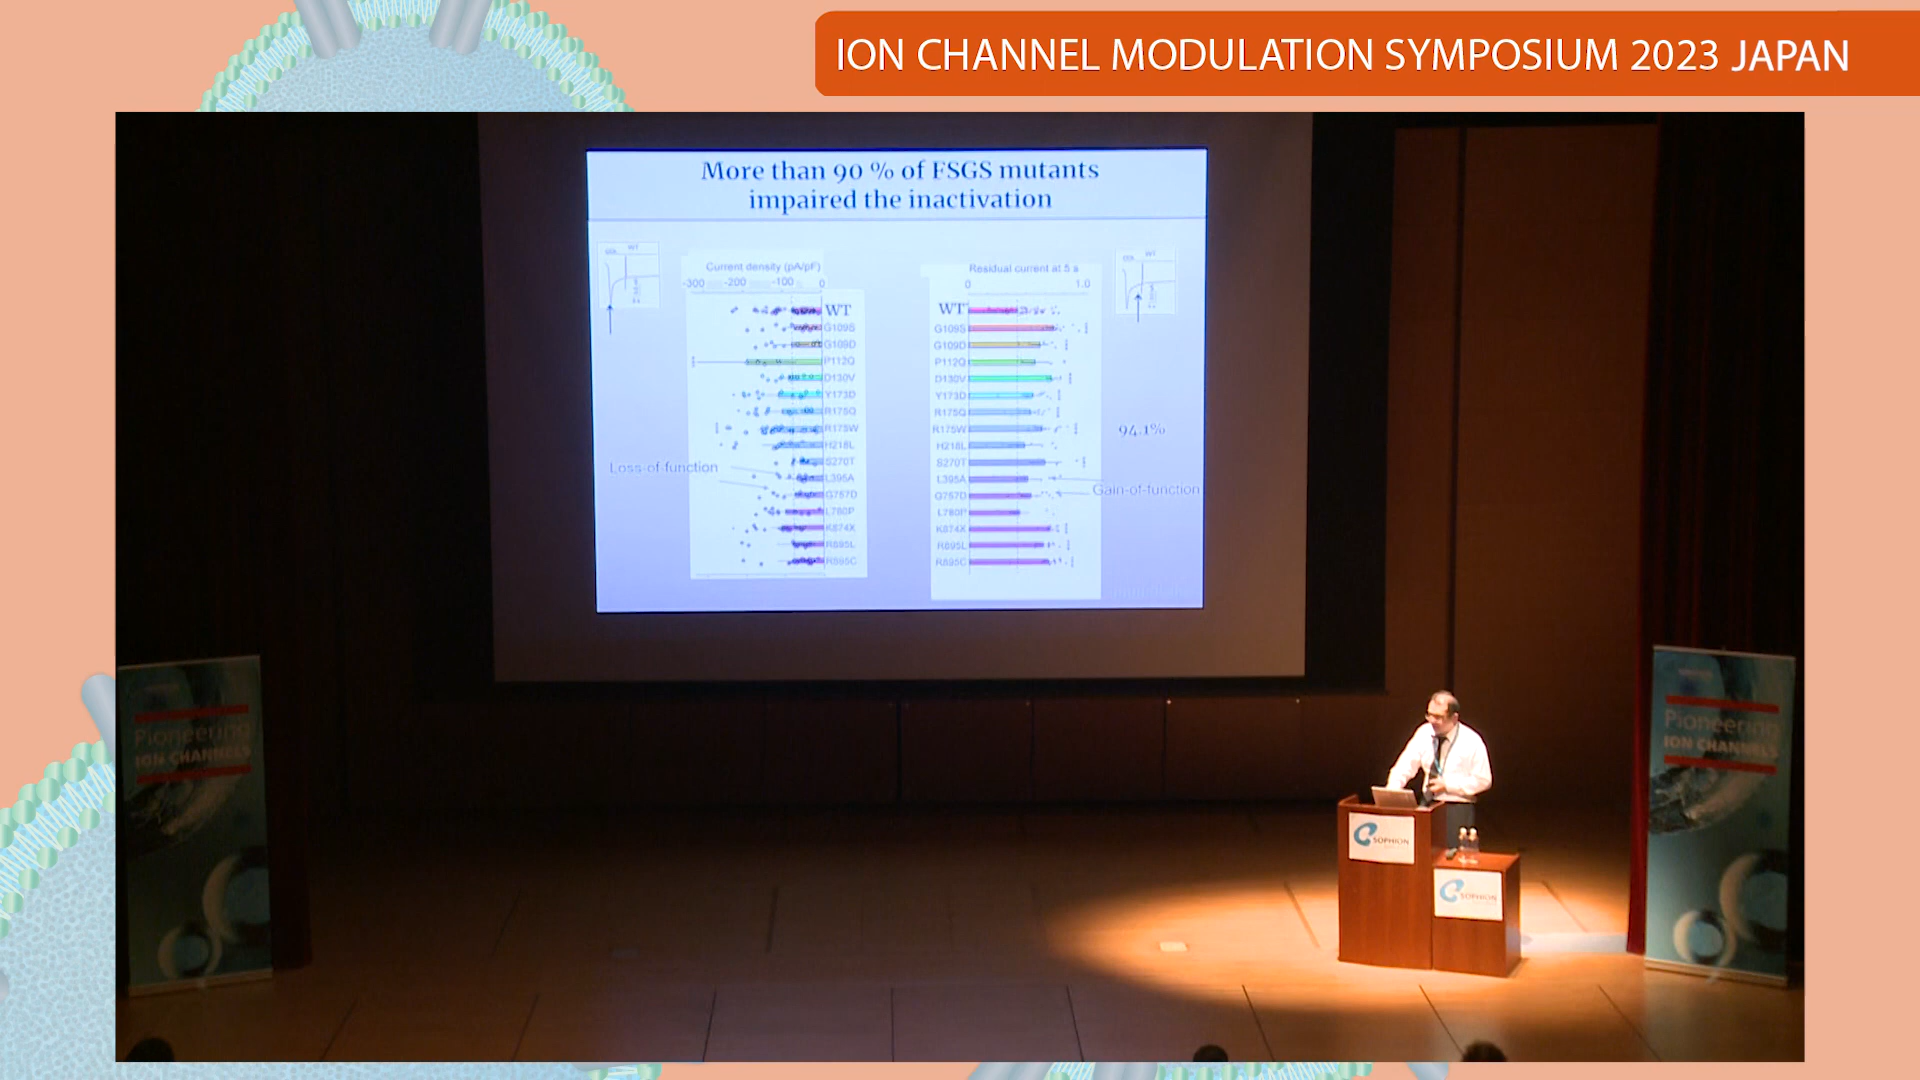 ION CHANNEL MODULATION SYMPOSIUM 2023 JAPAN
More than 90 % of FSGS mutants
impaired the inactivation
WT
Current density (pA/pF)
-300 -200 -100 0
WT
G109S
G109D
P112Q
D130V
Y173D
R175Q
R175W
H218L
S270T
L395A
G757D
L780P
K874X
R895L
R895C
Loss-of-function
WT
Residual current at 5 s
0 1.0
WT
G109S
G109D
P112Q
D130V
Y173D
R175Q
R175W
H218L
S270T
L395A
G757D
L780P
K874X
R895L
R895C
94.1%
Gain-of-function
Pioneering
ION CHANNELS
Pioneering
ION CHANNELS
SOPHION
SOPHION